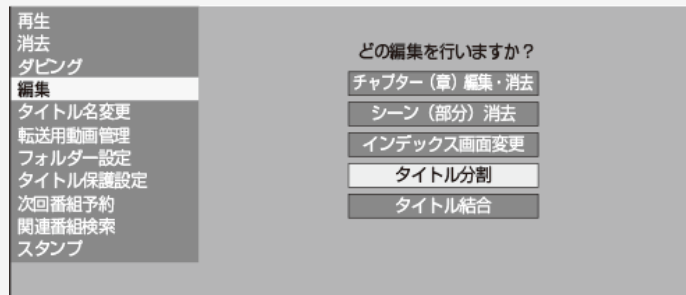 再生
消去
ダビング
編集
タイトル名変更
転送用動画管理
フォルダー設定
タイトル保護設定
次回番組予約
関連番組検索
スタンプ
どの編集を行いますか？
チャプター（章）編集・消去
シーン（部分）消去
インデックス画面変更
タイトル分割
タイトル結合